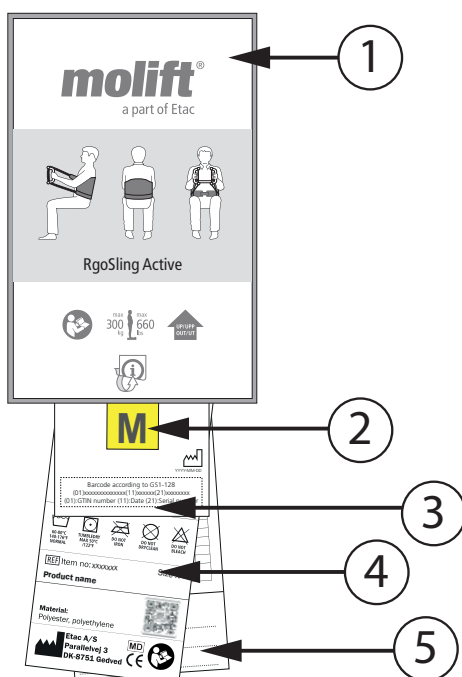 molift®
a part of Etac
RgoSling Active
max max
300 660
kg lbs
UP/UPP
OUT/UT
M
YYYY-MM-DD
Barcode according to GS1-128
(01)xxxxxxxxxxxxxx(11)xxxxxx(21)xxxxxxxx
(01):GTIN number (11):Date (21):Serial
60-80°C
140-176°F
NORMAL
TUMBLEDRY
MAX 50°C
/122°F
DO NOT
IRON
DO NOT
DRYCLEAN
DO NOT
BLEACH
REF Item no: xxxxxxx
Product name
Material:
Polyester, polyethylene
Etac A/S
Parallelvej 3
DK-8751 Gedved
MD
CE
1
2
3
4
5